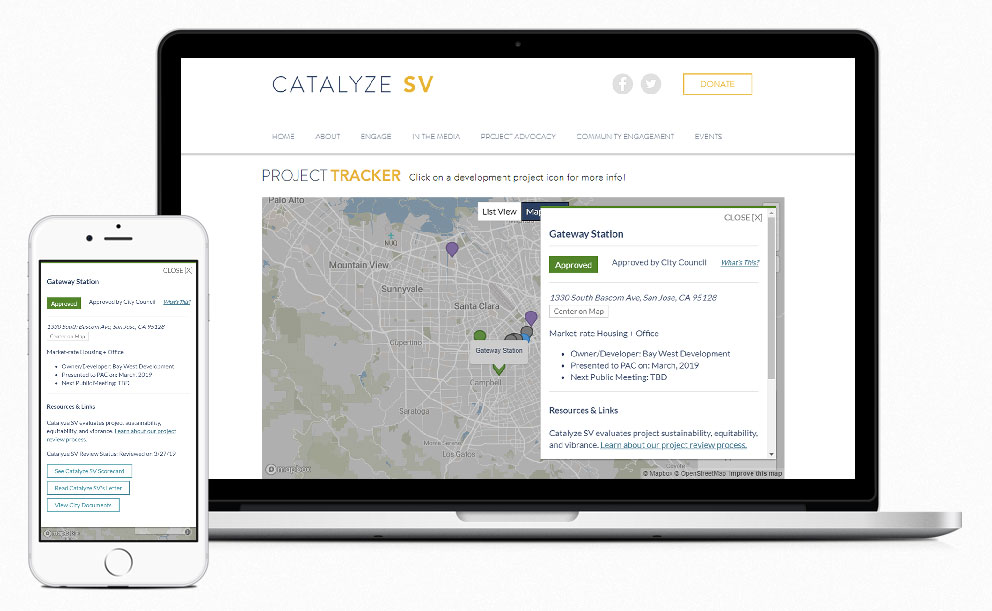 CATALYZE SV
DONATE
HOME ABOUT ENGAGE IN THE MEDIA PROJECT ADVOCACY COMMUNITY ENGAGEMENT EVENTS
PROJECT TRACKER Click on a development project icon for more info!
Palo Alto
Mountain View
Sunnyvale
Santa Clara
Cupertino
Campbell
Saratoga
Monte Sereno
Los Gatos
Gateway Station
mapbox
© Mapbox © OpenStreetMap Improve this map
List View Map
CLOSE [X]
Gateway Station
Approved Approved by City Council What's This?
1330 South Bascom Ave, San Jose, CA 95128
Center on Map
Market-rate Housing + Office
• Owner/Developer: Bay West Development
• Presented to PAC on: March, 2019
• Next Public Meeting: TBD
Resources & Links
Catalyze SV evaluates project sustainability, equitability,
and vibrance. Learn about our project review process.
CLOSE [X]
Gateway Station
Approved Approved by City Council What's This?
1330 South Bascom Ave, San Jose, CA 95128
Center on Map
Market-rate Housing + Office
• Owner/Developer: Bay West Development
• Presented to PAC on: March, 2019
• Next Public Meeting: TBD
Resources & Links
Catalyze SV evaluates project sustainability,
equitability, and vibrance. Learn about our project
review process.
Catalyze SV Review Status: Reviewed on 3/27/19
See Catalyze SV Scorecard
Read Catalyze SV's Letter
View City Documents
mapbox